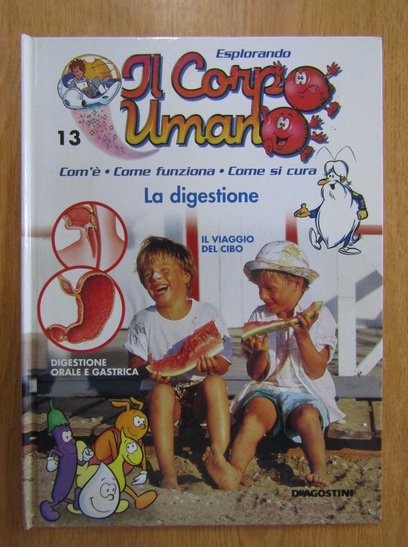 Esplorando
Il Corpo
Umano
13
Com'è • Come funziona • Come si cura
La digestione
IL VIAGGIO
DEL CIBO
DIGESTIONE
ORALE E GASTRICA
DEAGOSTINI